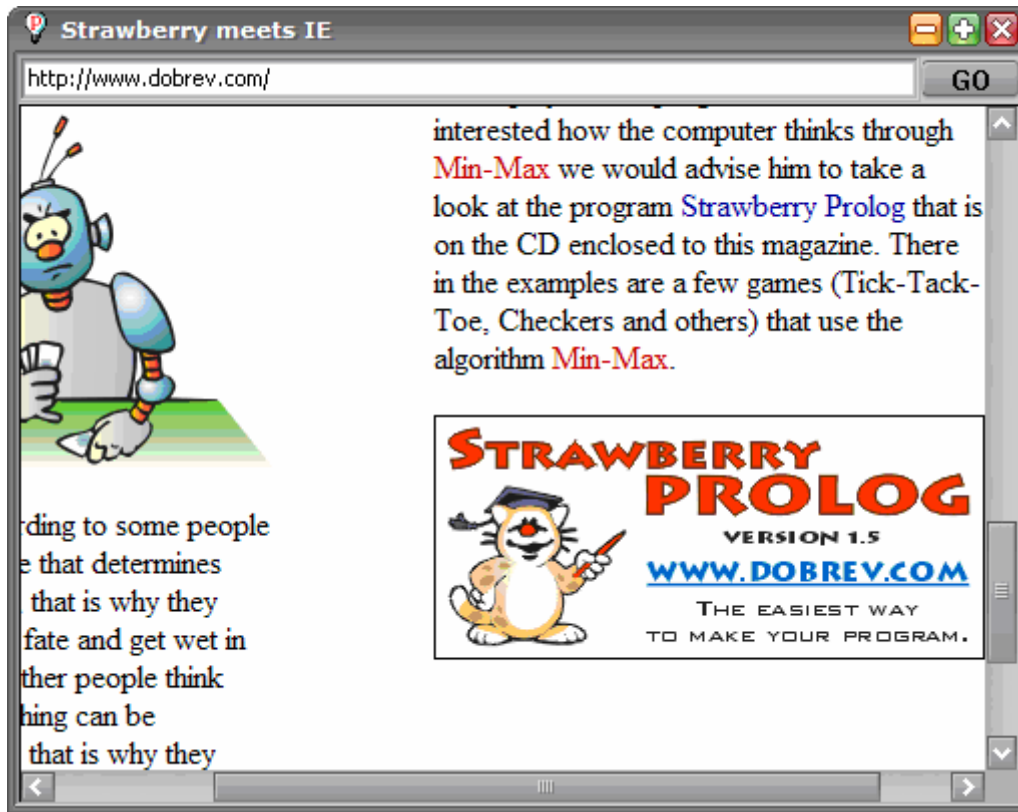 Strawberry meets IE
http://www.dobrev.com/
GO
interested how the computer thinks through
Min-Max we would advise him to take a
look at the program Strawberry Prolog that is
on the CD enclosed to this magazine. There
in the examples are a few games (Tick-Tack-
Toe, Checkers and others) that use the
algorithm Min-Max.
STRAWBERRY
PROLOG
VERSION 1.5
WWW.DOBREV.COM
THE EASIEST WAY
TO MAKE YOUR PROGRAM.
rding to some people
e that determines
that is why they
fate and get wet in
ther people think
hing can be
that is why they